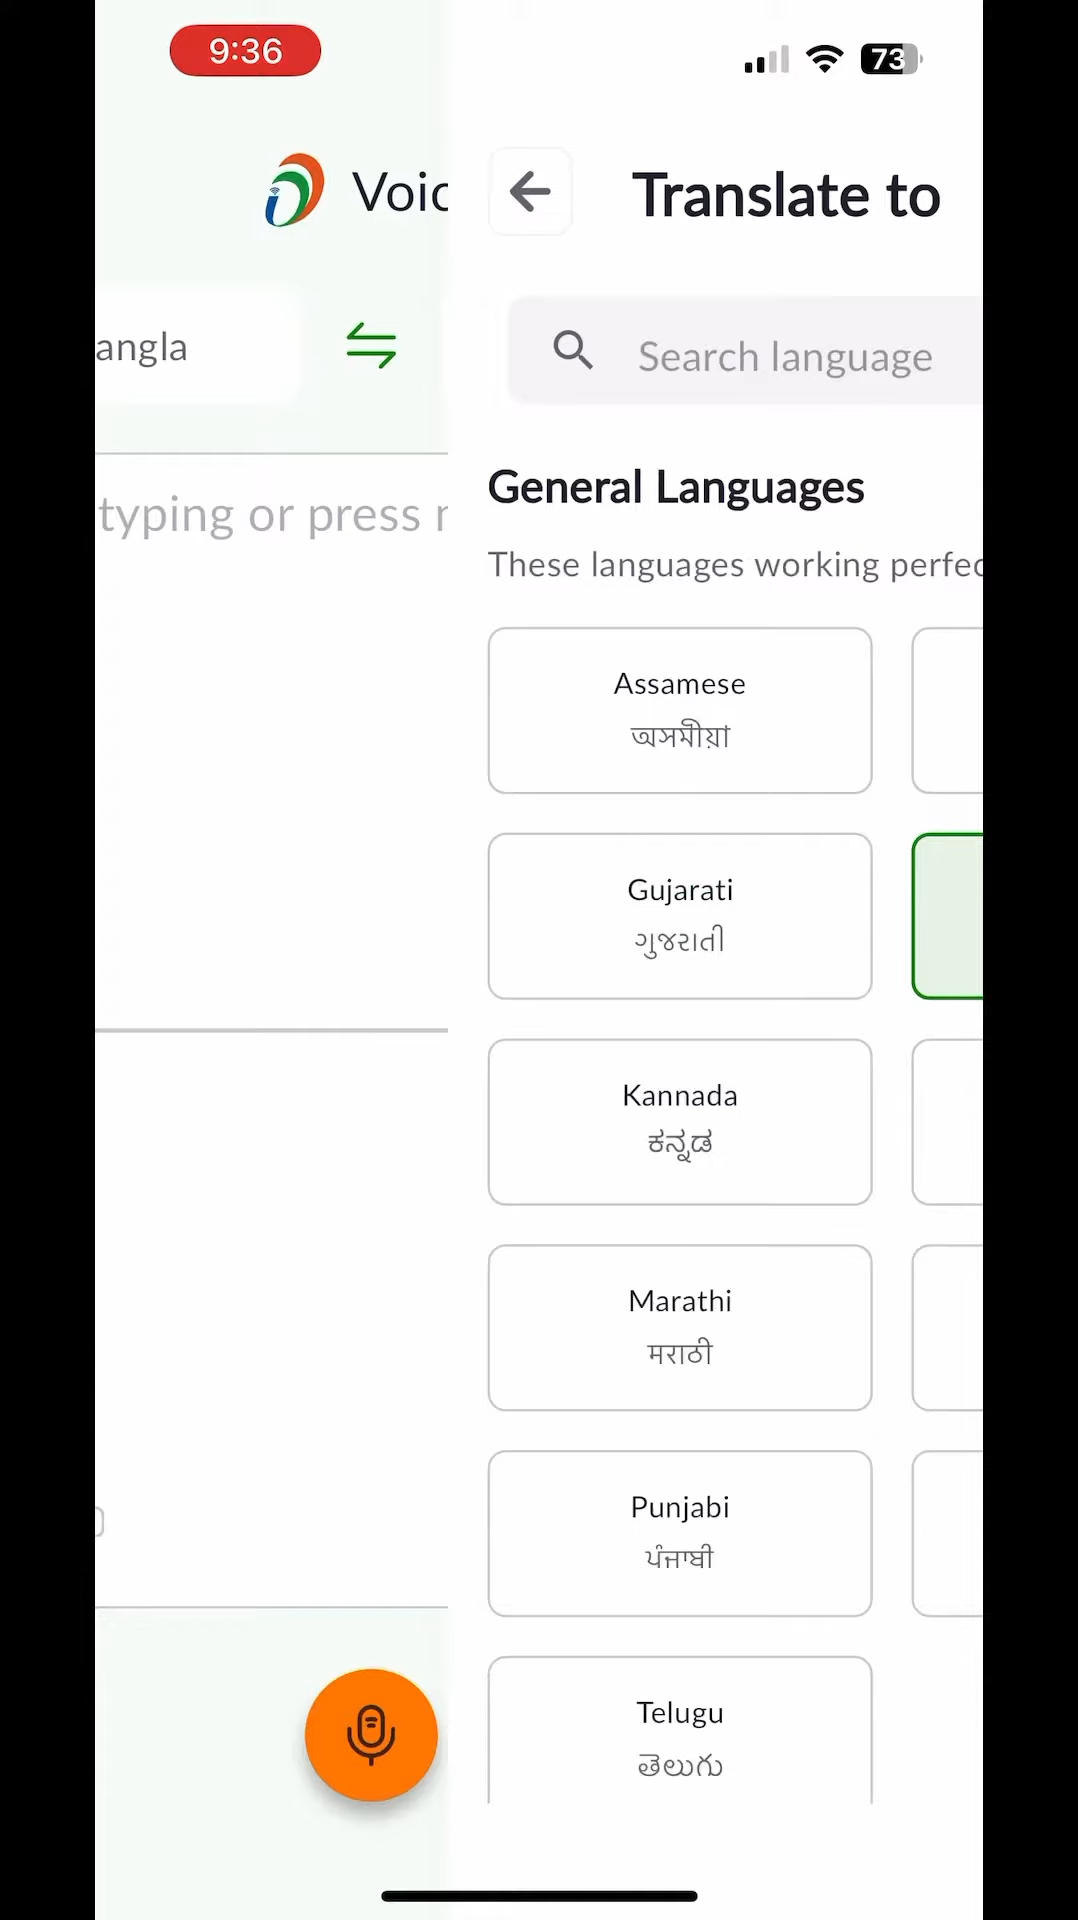 9:36
73
Voic
Translate to
angla
Search language
typing or press
General Languages
These languages working perfec
Assamese
অসমীয়া
Gujarati
ગુજરાતી
Kannada
ಕನ್ನಡ
Marathi
मराठी
Punjabi
ਪੰਜਾਬੀ
Telugu
తెలుగు